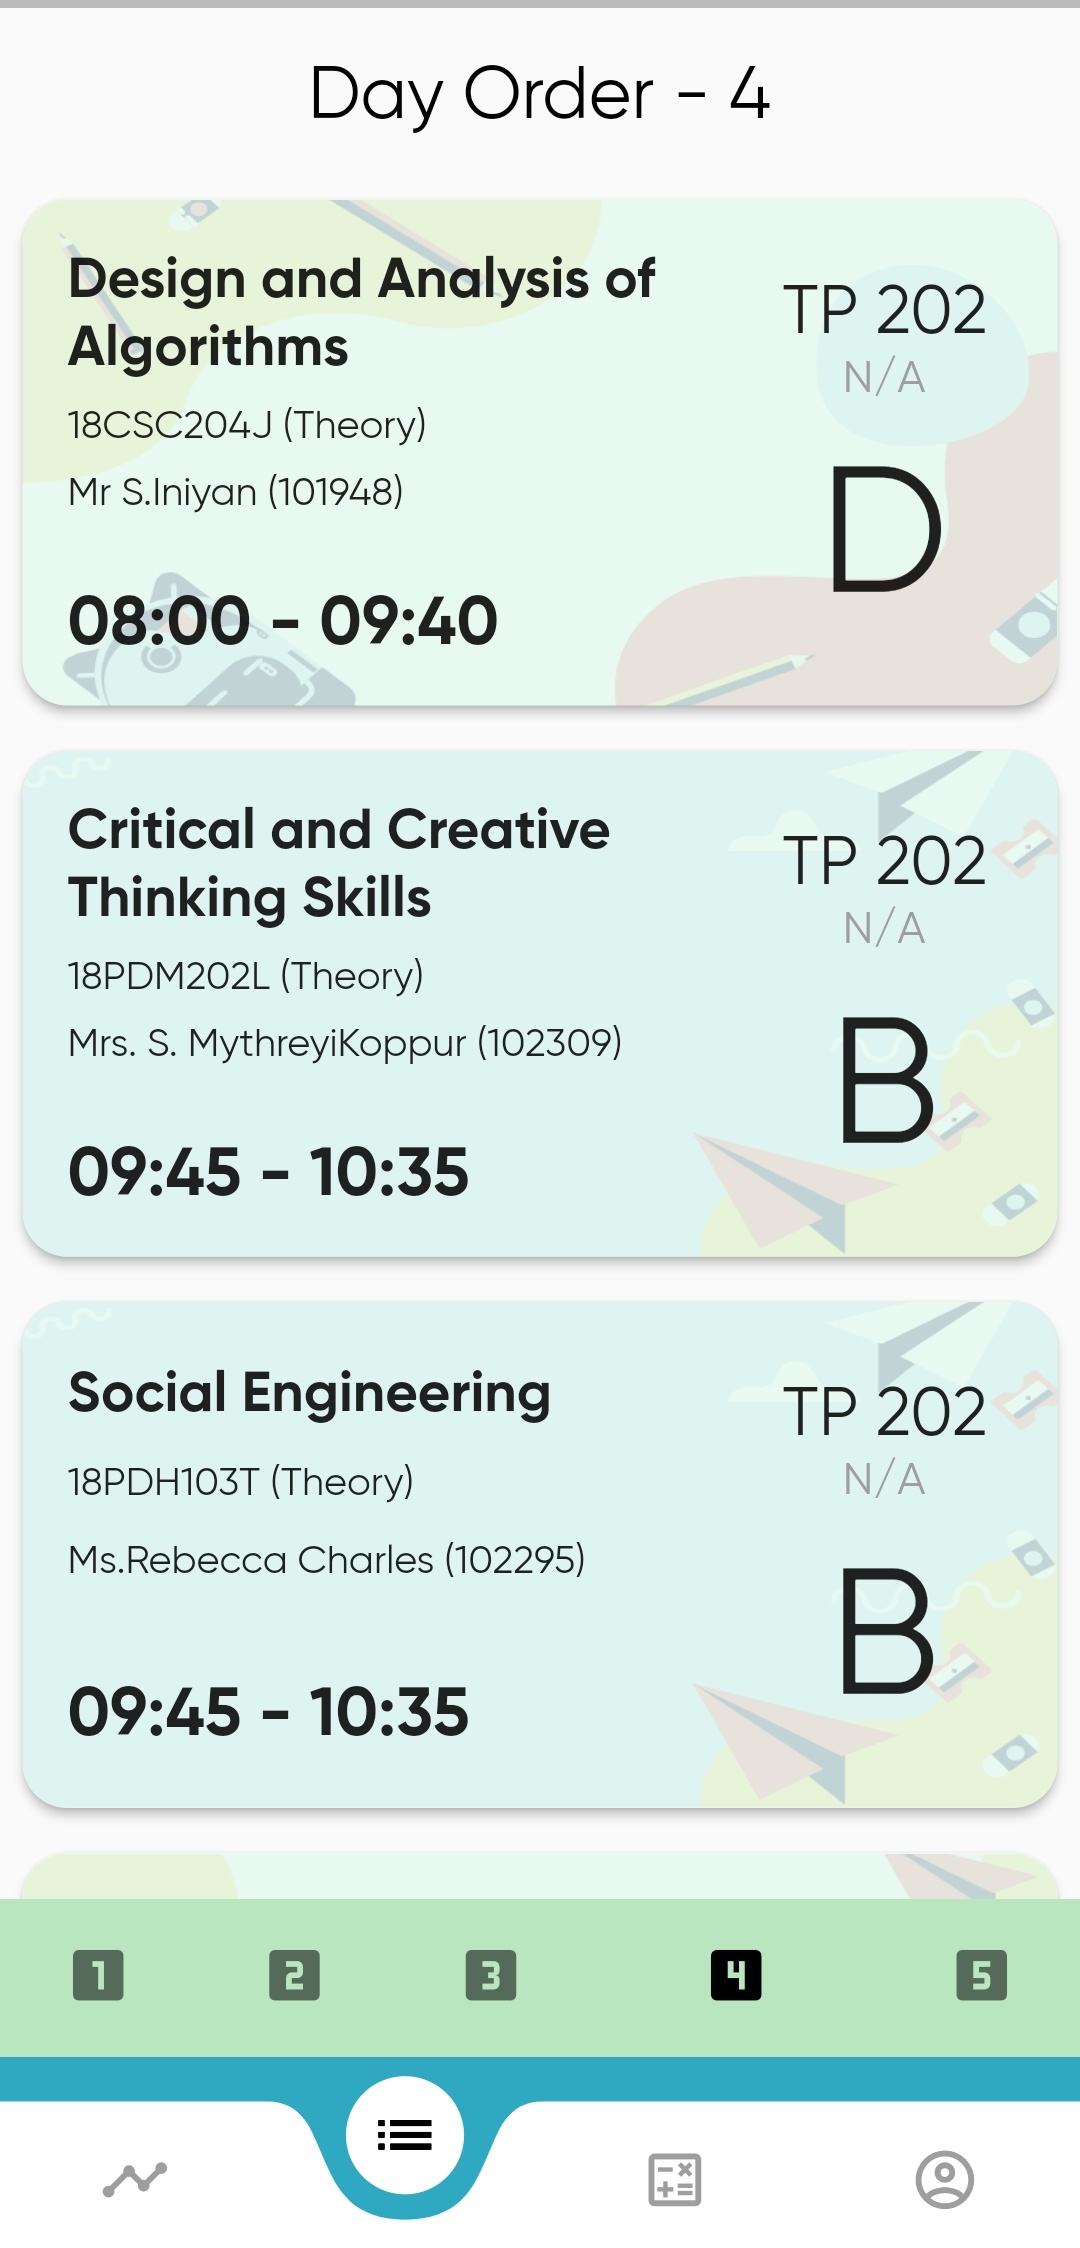 Day Order - 4
Design and Analysis of
Algorithms
18CSC204J (Theory)
Mr S.Iniyan (101948)
08:00 - 09:40
TP 202
N/A
D
Critical and Creative
Thinking Skills
18PDM202L (Theory)
Mrs. S. MythreyiKoppur (102309)
09:45 - 10:35
TP 202
N/A
B
Social Engineering
18PDH103T (Theory)
Ms.Rebecca Charles (102295)
09:45 - 10:35
TP 202
N/A
B
1 2 3 4 5